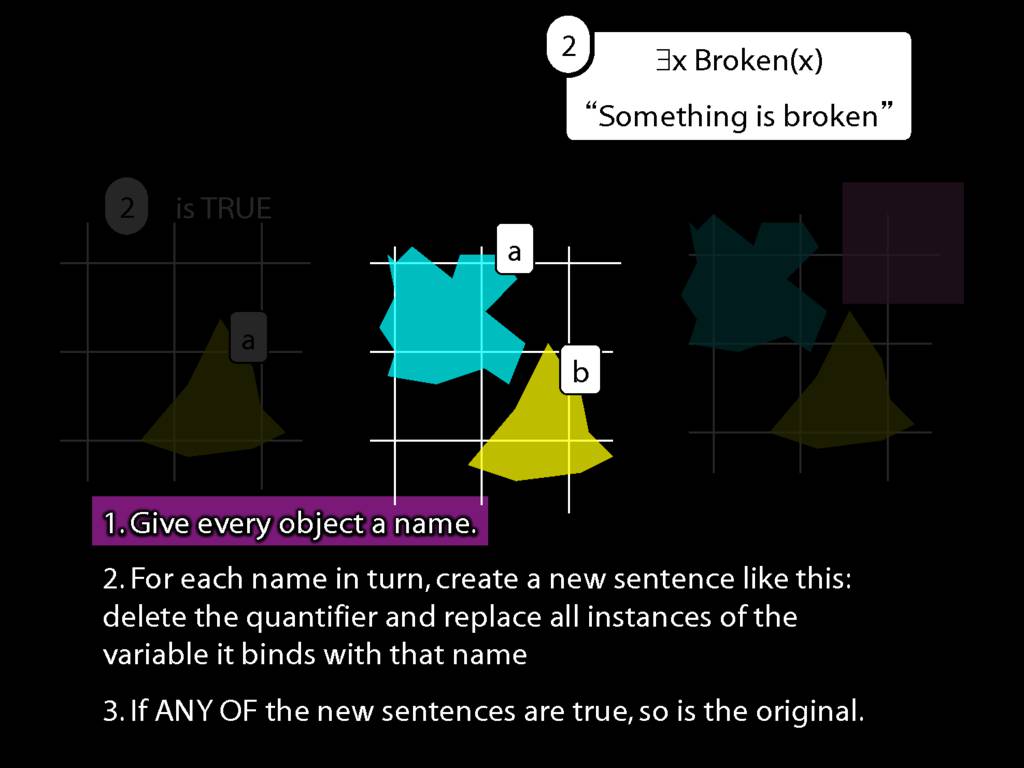 2
∃x Broken(x)
“Something is broken”
2 is TRUE
a
a
b
1. Give every object a name.
2. For each name in turn, create a new sentence like this:
delete the quantifier and replace all instances of the
variable it binds with that name
3. If ANY OF the new sentences are true, so is the original.